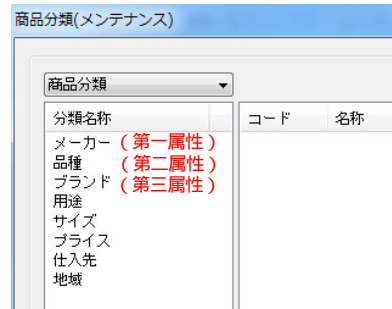 商品分類(メンテナンス)
商品分類
分類名称 コード 名称
メーカー（第一属性）
品種 （第二属性）
ブランド（第三属性）
用途
サイズ
プライス
仕入先
地域